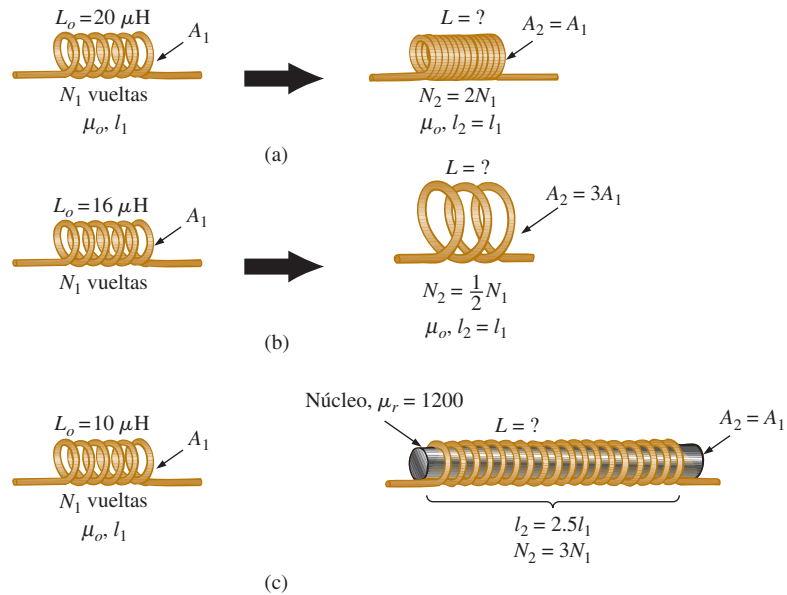 L_o = 20 μH
A_1
N_1 vueltas
μ_o, l_1
L = ?
A_2 = A_1
N_2 = 2N_1
μ_o, l_2 = l_1
(a)
L_o = 16 μH
A_1
N_1 vueltas
L = ?
A_2 = 3A_1
N_2 = 1/2 N_1
μ_o, l_2 = l_1
(b)
L_o = 10 μH
A_1
N_1 vueltas
μ_o, l_1
Núcleo, μ_r = 1200
L = ?
A_2 = A_1
l_2 = 2.5l_1
N_2 = 3N_1
(c)